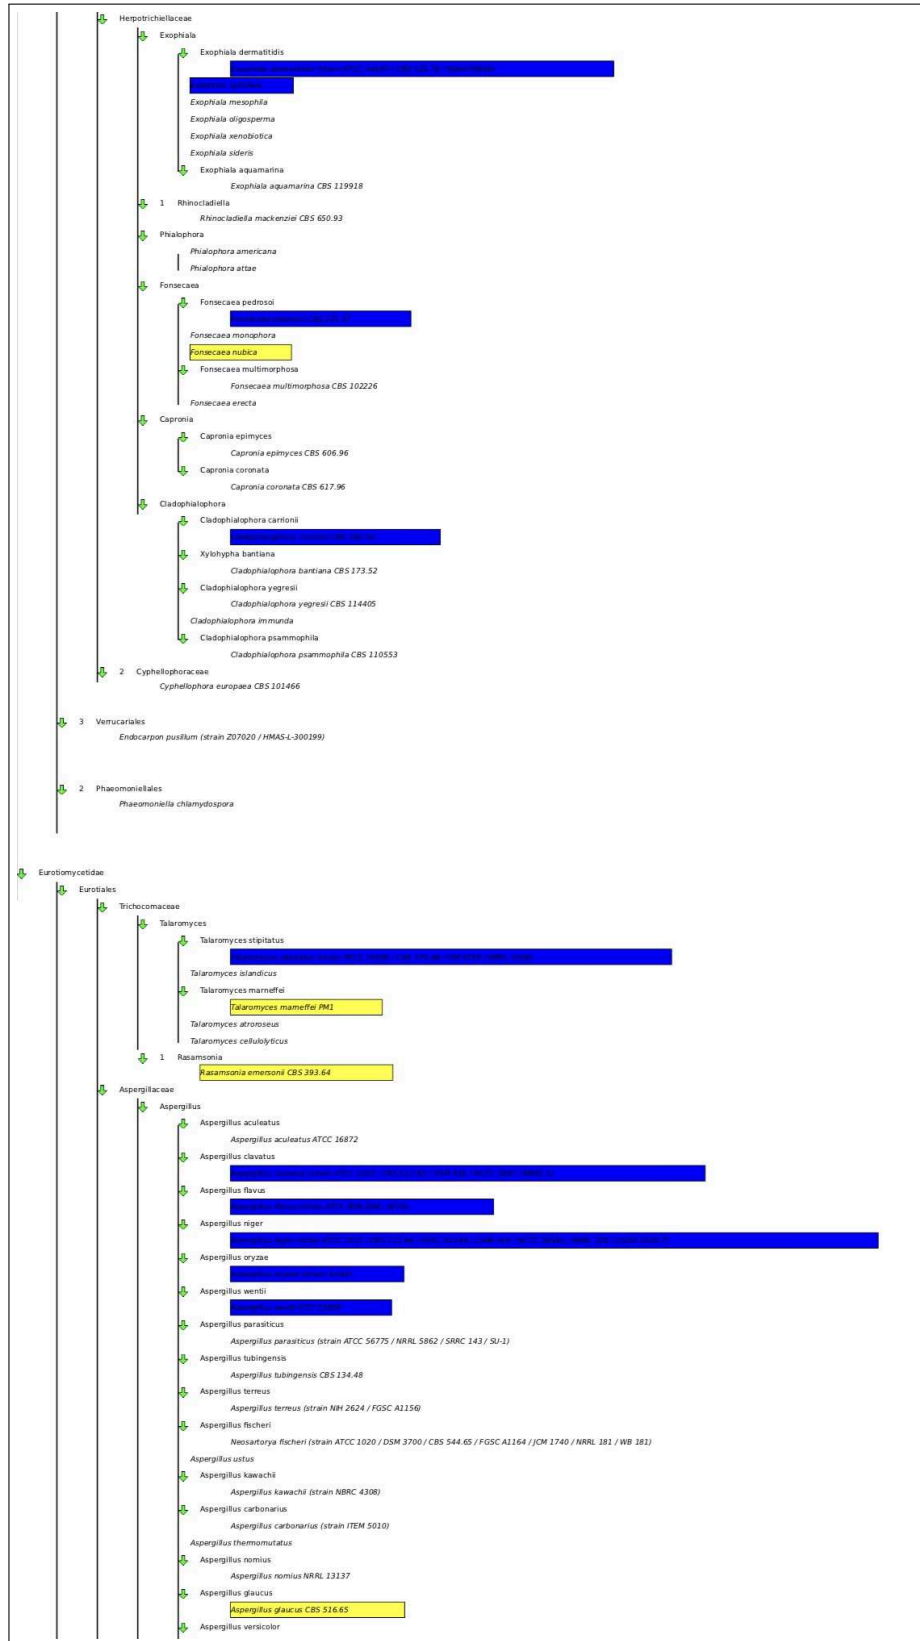 Herpotrichiellaceae
Exophiala
Exophiala dermatitidis
Exophiala mesophila
Exophiala oligosperma
Exophiala xenobiotica
Exophiala sideris
Exophiala aquamarina
Exophiala aquamarina CBS 119918
1 Rhinocladiella
Rhinocladiella mackenziei CBS 650.93
Phialophora
Phialophora americana
Phialophora attae
Fonsecaea
Fonsecaea pedrosoi
Fonsecaea monophora
Fonsecaea nubica
Fonsecaea multimorphosa
Fonsecaea multimorphosa CBS 102226
Fonsecaea erecta
Capronia
Capronia epimyces
Capronia epimyces CBS 606.96
Capronia coronata
Capronia coronata CBS 617.96
Cladophialophora
Cladophialophora carrionii
Xylohypha bantiana
Cladophialophora bantiana CBS 173.52
Cladophialophora yegresii
Cladophialophora yegresii CBS 114405
Cladophialophora immunda
Cladophialophora psammophila
Cladophialophora psammophila CBS 110553
2 Cyphellophoraceae
Cyphellophora europaea CBS 101466
3 Verrucariales
Endocarpon pusillum (strain Z07020 / HMAS-L-300199)
2 Phaeomoniellales
Phaeomoniella chlamydospora
Eurotiomycetidae
Eurotiales
Trichocomaceae
Talaromyces
Talaromyces stipitatus
Talaromyces islandicus
Talaromyces marneffei
Talaromyces marneffei PM1
Talaromyces atroroseus
Talaromyces cellulolyticus
1 Rasamsonia
Rasamsonia emersonii CBS 393.64
Aspergillaceae
Aspergillus
Aspergillus aculeatus
Aspergillus aculeatus ATCC 16872
Aspergillus clavatus
Aspergillus flavus
Aspergillus niger
Aspergillus oryzae
Aspergillus wentii
Aspergillus parasiticus
Aspergillus parasiticus (strain ATCC 56775 / NRRL 5862 / SRRC 143 / SU-1)
Aspergillus tubingensis
Aspergillus tubingensis CBS 134.48
Aspergillus terreus
Aspergillus terreus (strain NIH 2624 / FGSC A1156)
Aspergillus fischeri
Neosartorya fischeri (strain ATCC 1020 / DSM 3700 / CBS 544.65 / FGSC A1164 / JCM 1740 / NRRL 181 / WB 181)
Aspergillus ustus
Aspergillus kawachii
Aspergillus kawachii (strain NBRC 4308)
Aspergillus carbonarius
Aspergillus carbonarius (strain ITEM 5010)
Aspergillus thermomutatus
Aspergillus nomius
Aspergillus nomius NRRL 13137
Aspergillus glaucus
Aspergillus glaucus CBS 516.65
Aspergillus versicolor